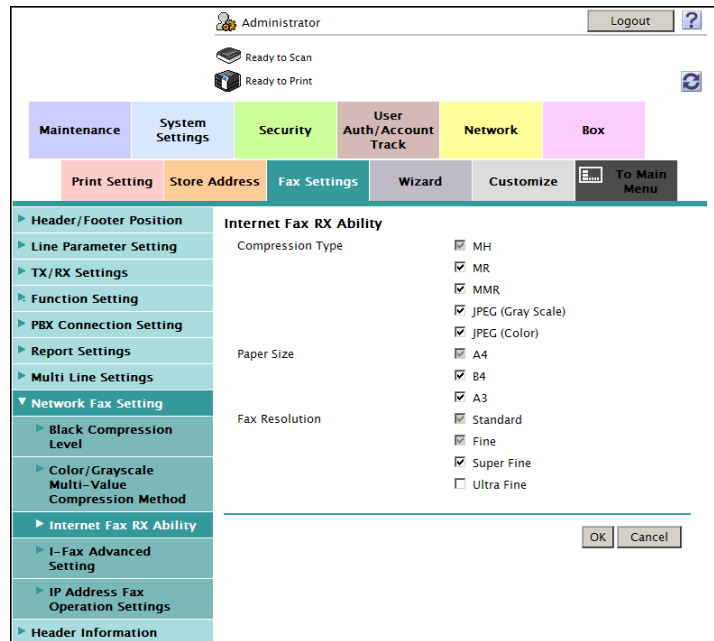 Administrator
Logout
?
Ready to Scan
Ready to Print
Maintenance
System
Settings
Security
User
Auth/Account
Track
Network
Box
Print Setting
Store Address
Fax Settings
Wizard
Customize
To Main
Menu
Header/Footer Position
Line Parameter Setting
TX/RX Settings
Function Setting
PBX Connection Setting
Report Settings
Multi Line Settings
Network Fax Setting
Black Compression
Level
Color/Grayscale
Multi-Value
Compression Method
Internet Fax RX Ability
I-Fax Advanced
Setting
IP Address Fax
Operation Settings
Header Information
Internet Fax RX Ability
Compression Type
MH
MR
MMR
JPEG (Gray Scale)
JPEG (Color)
Paper Size
A4
B4
A3
Fax Resolution
Standard
Fine
Super Fine
Ultra Fine
OK
Cancel